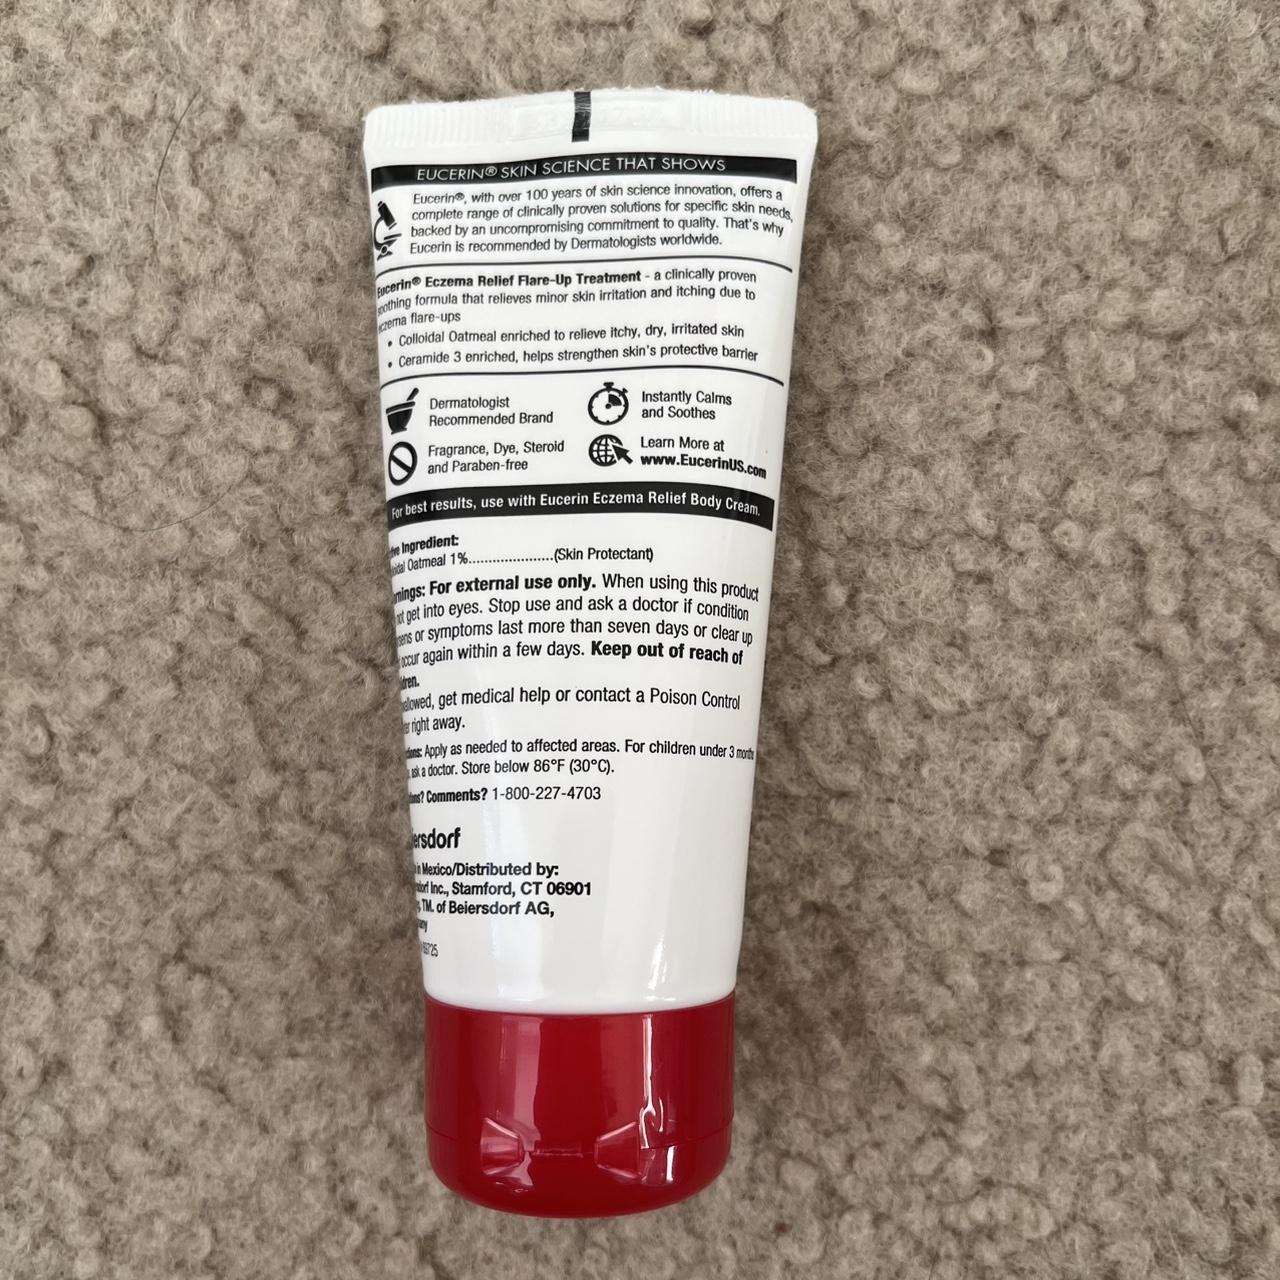 EUCERIN® SKIN SCIENCE THAT SHOWS
Eucerin®, with over 100 years of skin science innovation, offers a
complete range of clinically proven solutions for specific skin needs,
backed by an uncompromising commitment to quality. That's why
Eucerin is recommended by Dermatologists worldwide.
Eucerin® Eczema Relief Flare-Up Treatment - a clinically proven
soothing formula that relieves minor skin irritation and itching due to
eczema flare-ups
• Colloidal Oatmeal enriched to relieve itchy, dry, irritated skin
• Ceramide 3 enriched, helps strengthen skin's protective barrier
Dermatologist
Recommended Brand
Instantly Calms
and Soothes
Fragrance, Dye, Steroid
and Paraben-free
Learn More at
www.EucerinUS.com
For best results, use with Eucerin Eczema Relief Body Cream.
Ingredient:
Oatmeal 1%....................(Skin Protectant)
For external use only. When using this product
not get into eyes. Stop use and ask a doctor if condition
or symptoms last more than seven days or clear up
occur again within a few days. Keep out of reach of
get medical help or contact a Poison Control
right away.
Apply as needed to affected areas. For children under 3 months
ask a doctor. Store below 86°F (30°C).
Comments? 1-800-227-4703
ersdorf
in Mexico/Distributed by:
Inc., Stamford, CT 06901
TM. of Beiersdorf AG,